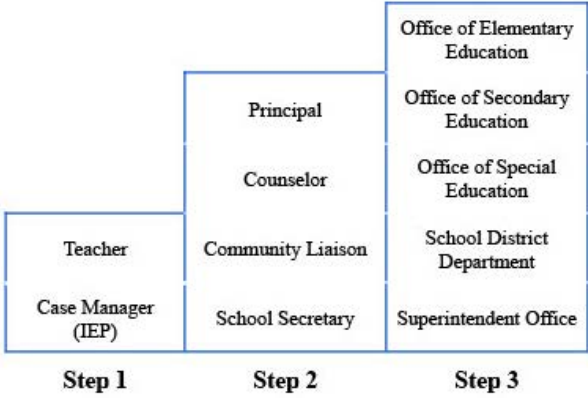 Office of Elementary
Education
Principal
Office of Secondary
Education
Counselor
Office of Special
Education
Teacher
Community Liaison
School District
Department
Case Manager
(IEP)
School Secretary
Superintendent Office
Step 1
Step 2
Step 3